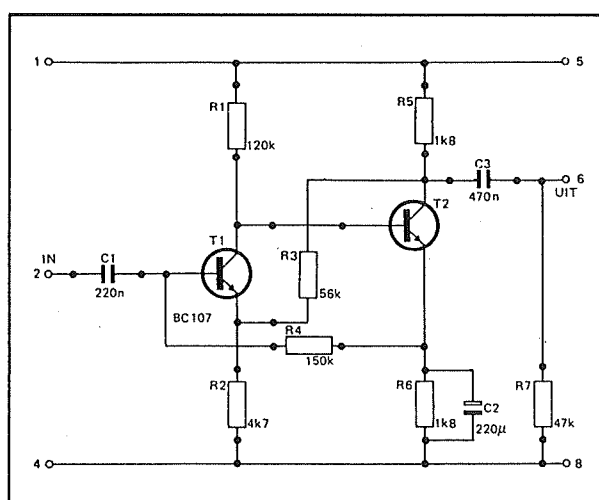 1
5
R1
120k
R5
1k8
C3
6
470n
UIT
T2
T1
IN
C1
2
220n
R3
56k
BC107
R4
150k
R2
4k7
R6
1k8
C2
220μ
R7
47k
4
8